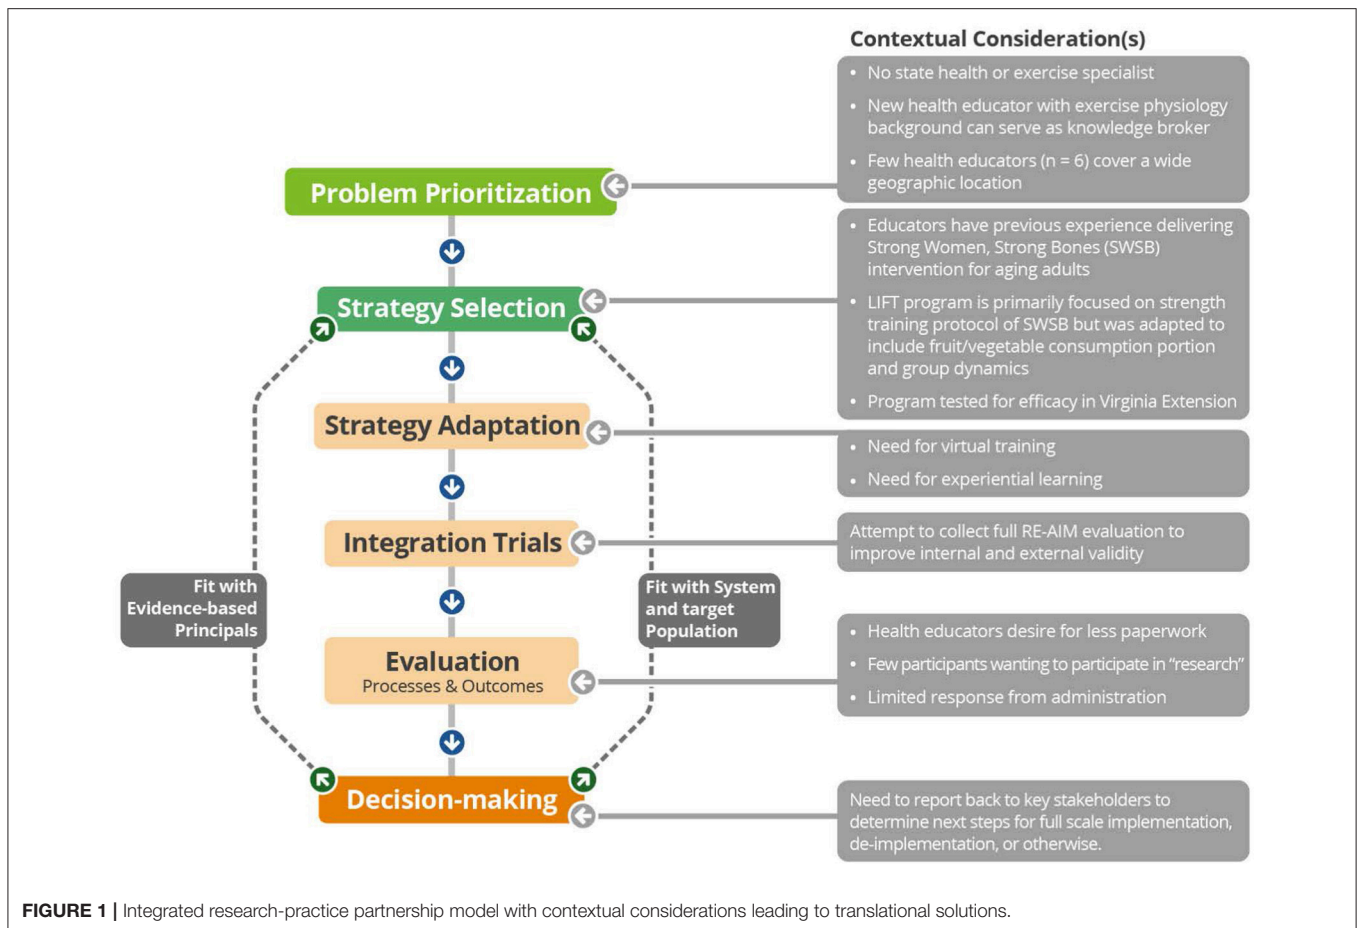 Contextual Consideration(s)
• No state health or exercise specialist
• New health educator with exercise physiology
background can serve as knowledge broker
• Few health educators (n = 6) cover a wide
geographic location
Problem Prioritization
• Educators have previous experience delivering
Strong Women, Strong Bones (SWSB)
intervention for aging adults
• LIFT program is primarily focused on strength
training protocol of SWSB but was adapted to
include fruit/vegetable consumption portion
and group dynamics
• Program tested for efficacy in Virginia Extension
Strategy Selection
Strategy Adaptation
• Need for virtual training
• Need for experiential learning
Integration Trials
Attempt to collect full RE-AIM evaluation to
improve internal and external validity
Fit with
Evidence-based
Principals
Fit with System
and target
Population
Evaluation
Processes & Outcomes
• Health educators desire for less paperwork
• Few participants wanting to participate in “research”
• Limited response from administration
Decision-making
Need to report back to key stakeholders to
determine next steps for full scale implementation,
de-implementation, or otherwise.
FIGURE 1 | Integrated research-practice partnership model with contextual considerations leading to translational solutions.